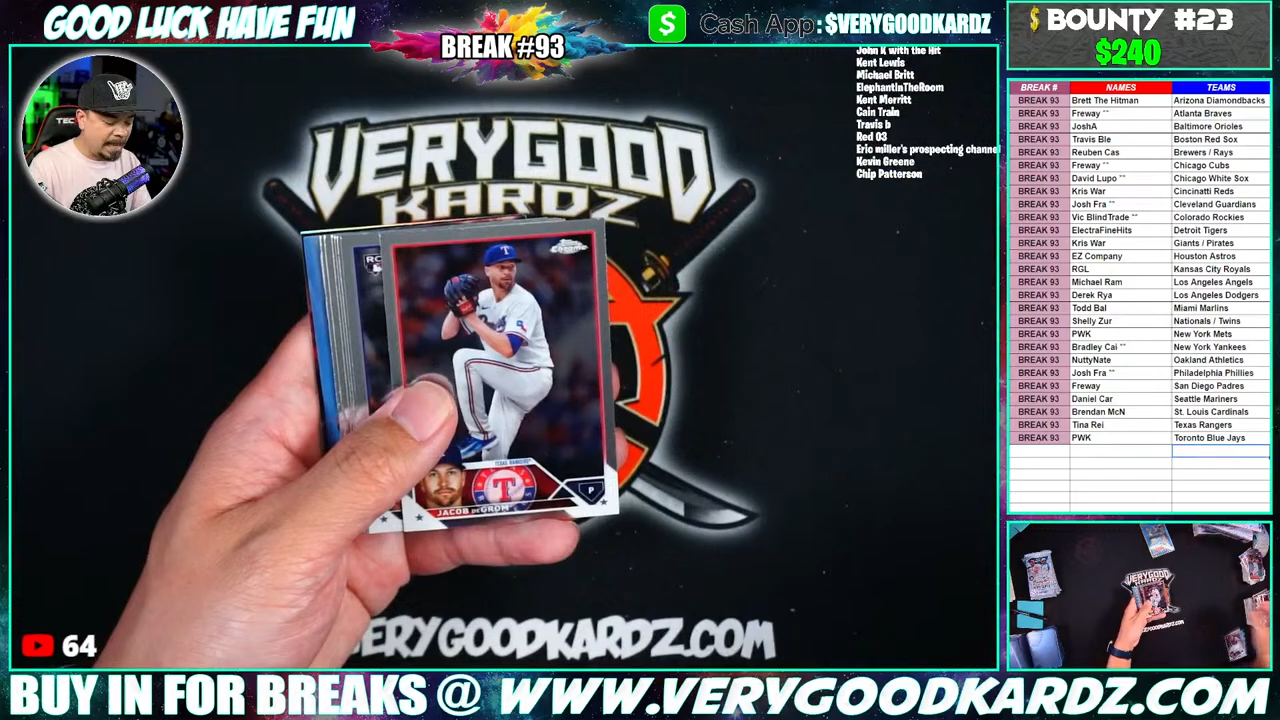 GOOD LUCK HAVE FUN
BREAK #93
$ Cash App : $VERYGOODKARDZ
$ BOUNTY #23
$240
John K with the Hit
Kent Lewis
Michael Britt
ElephantInTheRoom
Kent Merritt
Cain Train
Travis b
Red 03
Eric miller's prospecting channel
Kevin Greene
Chip Patterson
BREAK # NAMES TEAMS
BREAK 93 Brett The Hitman Arizona Diamondbacks
BREAK 93 Freway ** Atlanta Braves
BREAK 93 JoshA Baltimore Orioles
BREAK 93 Travis Ble Boston Red Sox
BREAK 93 Reuben Cas Brewers / Rays
BREAK 93 Freway ** Chicago Cubs
BREAK 93 David Lupo ** Chicago White Sox
BREAK 93 Kris War Cincinatti Reds
BREAK 93 Josh Fra ** Cleveland Guardians
BREAK 93 Vic BlindTrade ** Colorado Rockies
BREAK 93 ElectraFineHits Detroit Tigers
BREAK 93 Kris War Giants / Pirates
BREAK 93 EZ Company Houston Astros
BREAK 93 RGL Kansas City Royals
BREAK 93 Michael Ram Los Angeles Angels
BREAK 93 Derek Rya Los Angeles Dodgers
BREAK 93 Todd Bal Miami Marlins
BREAK 93 Shelly Zur Nationals / Twins
BREAK 93 PWK New York Mets
BREAK 93 Bradley Cai ** New York Yankees
BREAK 93 NuttyNate Oakland Athletics
BREAK 93 Josh Fra ** Philadelphia Phillies
BREAK 93 Freway San Diego Padres
BREAK 93 Daniel Car Seattle Mariners
BREAK 93 Brendan McN St. Louis Cardinals
BREAK 93 Tina Rei Texas Rangers
BREAK 93 PWK Toronto Blue Jays
TEC
VERYGOOD
KARDZ
RC
T
Topps
Chrome
TEXAS RANGERS
T
P
JACOB deGROM
VERYGOODKARDZ.COM
64
BUY IN FOR BREAKS @ WWW.VERYGOODKARDZ.COM